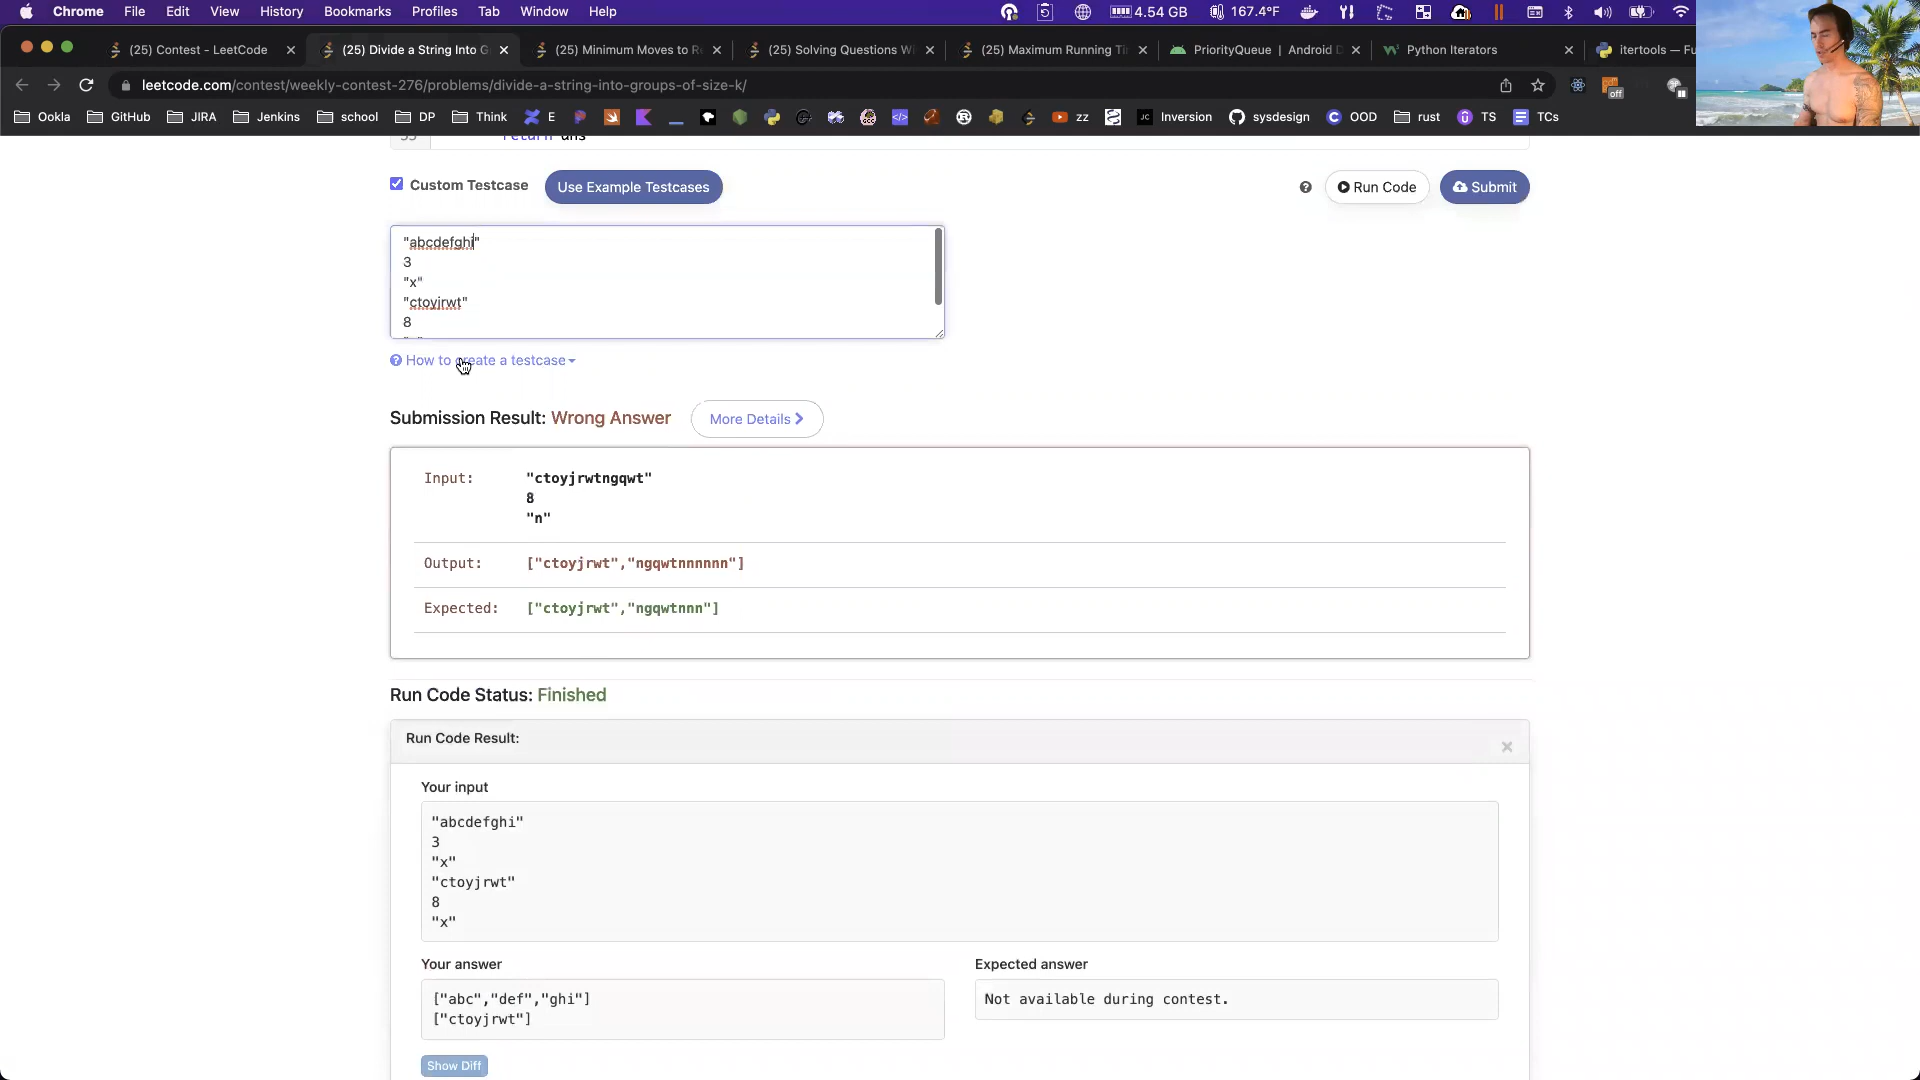 Chrome File Edit View History Bookmarks Profiles Tab Window Help 4.54 GB 167.4°F
(25) Contest - LeetCode (25) Divide a String Into G (25) Minimum Moves to Re (25) Solving Questions Wi (25) Maximum Running Ti PriorityQueue | Android D Python Iterators itertools — Fu
leetcode.com/contest/weekly-contest-276/problems/divide-a-string-into-groups-of-size-k/ off
Ookla GitHub JIRA Jenkins school DP Think E zz JC Inversion sysdesign C OOD rust TS TCs
return ans
Custom Testcase Use Example Testcases Run Code Submit
"abcdefghi"
3
"x"
"ctoyjrwt"
8
How to create a testcase
Submission Result: Wrong Answer More Details
Input: "ctoyjrwtngqwt"
8
"n"
Output: ["ctoyjrwt","ngqwtnnnnnn"]
Expected: ["ctoyjrwt","ngqwtnnn"]
Run Code Status: Finished
Run Code Result: ×
Your input
"abcdefghi"
3
"x"
"ctoyjrwt"
8
"x"
Your answer Expected answer
["abc","def","ghi"] Not available during contest.
["ctoyjrwt"]
Show Diff